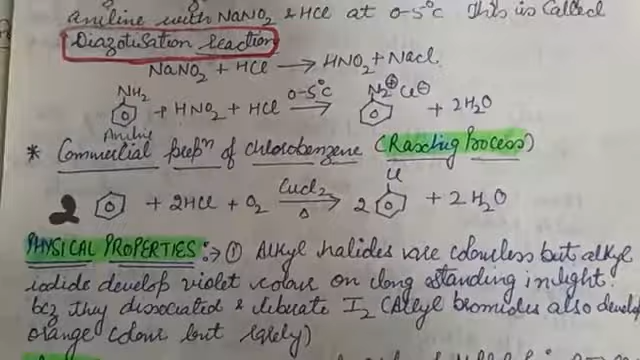 aniline with NaNO₂ & HCl at 0-5°C This is Called
Diazotisation reaction
NaNO₂ + HCl → HNO₂ + NaCl
NH₂ + HNO₂ + HCl 0-5°C → N₂⊕ Cl⊖ + 2H₂O
Aniline
* Commercial prepⁿ of chlorobenzene (Rasching Process)
2 + 2HCl + O₂ CuCl₂ Δ → 2 Cl + 2H₂O
PHYSICAL PROPERTIES :→ ① Alkyl halides are colourless but alkyl
iodide develop violet colour on long standing in light.
bcz they dissociated & liberate I₂ (Alkyl bromides also develop
orange colour but lately)